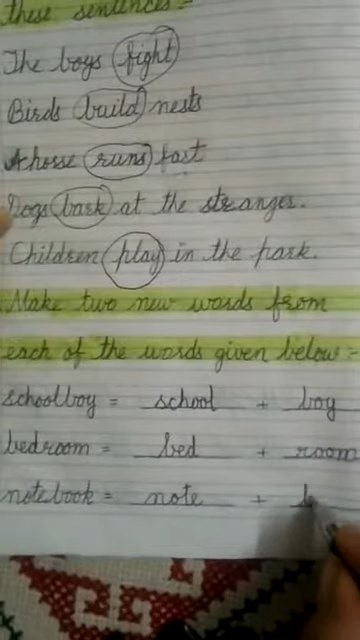 these sentences -
The boys fight
Birds build nests
A horse runs fast
Dogs bark at the stranger.
Children play in the park.
Make two new words from
each of the words given below -
schoolboy = school + boy
bedroom = bed + room
notebook = note + b